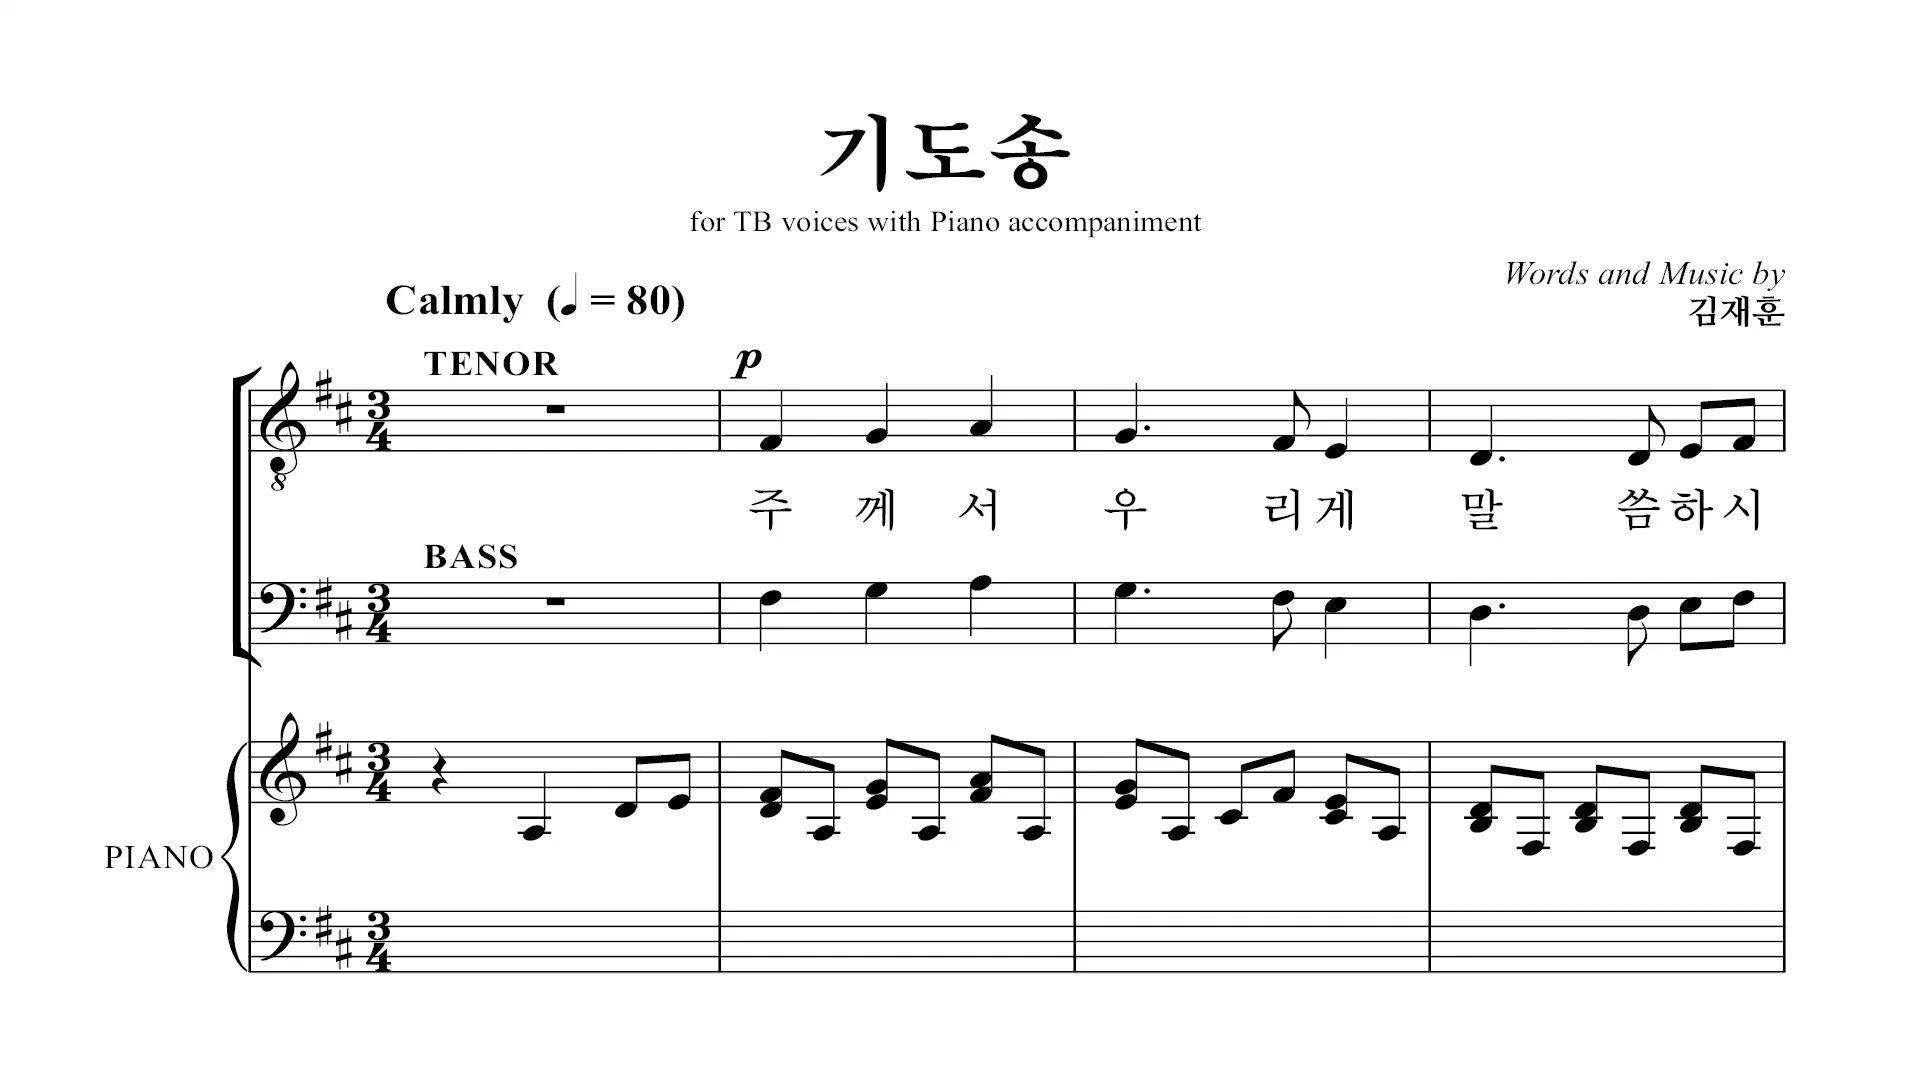 기도송
for TB voices with Piano accompaniment
Words and Music by
김재훈
Calmly (♩ = 80)
TENOR
p
주 께 서 우 리 게 말 씀 하 시
BASS
PIANO